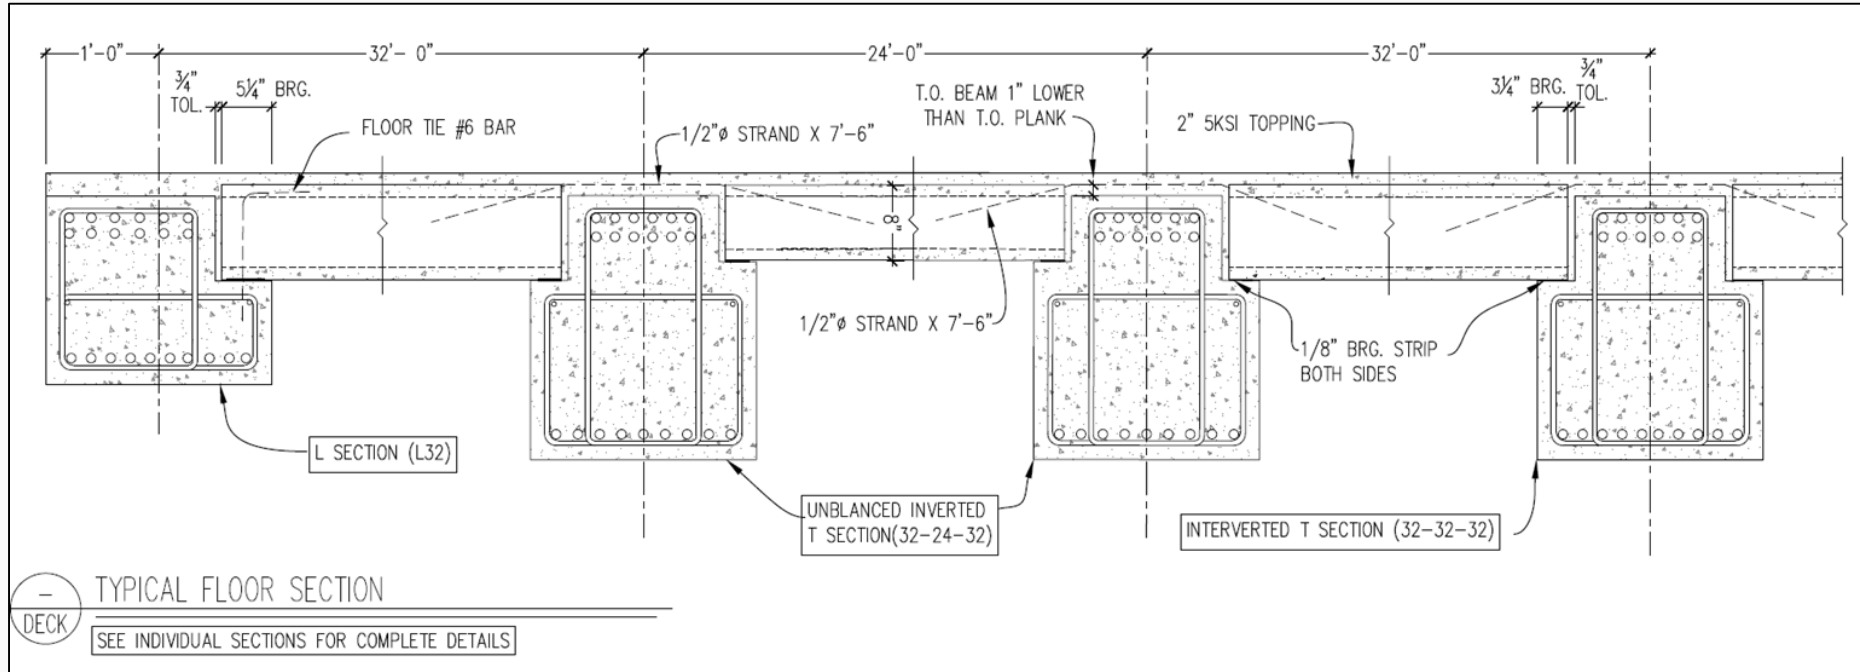 1'-0"
32'- 0"
24'-0"
32'-0"
¾"
TOL.
5¼" BRG.
FLOOR TIE #6 BAR
1/2"ø STRAND X 7'-6"
T.O. BEAM 1" LOWER
THAN T.O. PLANK
2" 5KSI TOPPING
3¼" BRG.
¾"
TOL.
8"
1/2"ø STRAND X 7'-6"
1/8" BRG. STRIP
BOTH SIDES
L SECTION (L32)
UNBLANCED INVERTED
T SECTION(32-24-32)
INTERVERTED T SECTION (32-32-32)
-
DECK
TYPICAL FLOOR SECTION
SEE INDIVIDUAL SECTIONS FOR COMPLETE DETAILS